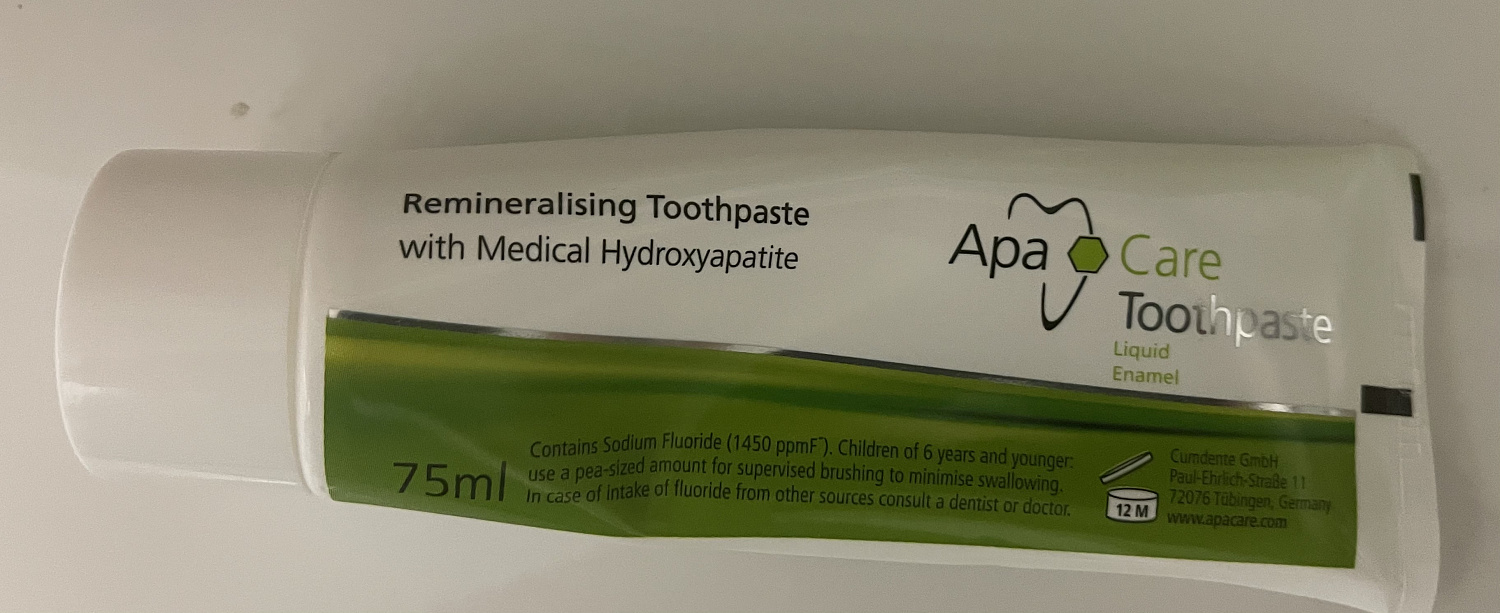 Remineralising Toothpaste
with Medical Hydroxyapatite
Apa Care
Toothpaste
Liquid
Enamel
75ml
Contains Sodium Fluoride (1450 ppmF⁻). Children of 6 years and younger:
use a pea-sized amount for supervised brushing to minimise swallowing.
In case of intake of fluoride from other sources consult a dentist or doctor.
12 M
Cumdente GmbH
Paul-Ehrlich-Straße 11
72076 Tübingen, Germany
www.apacare.com